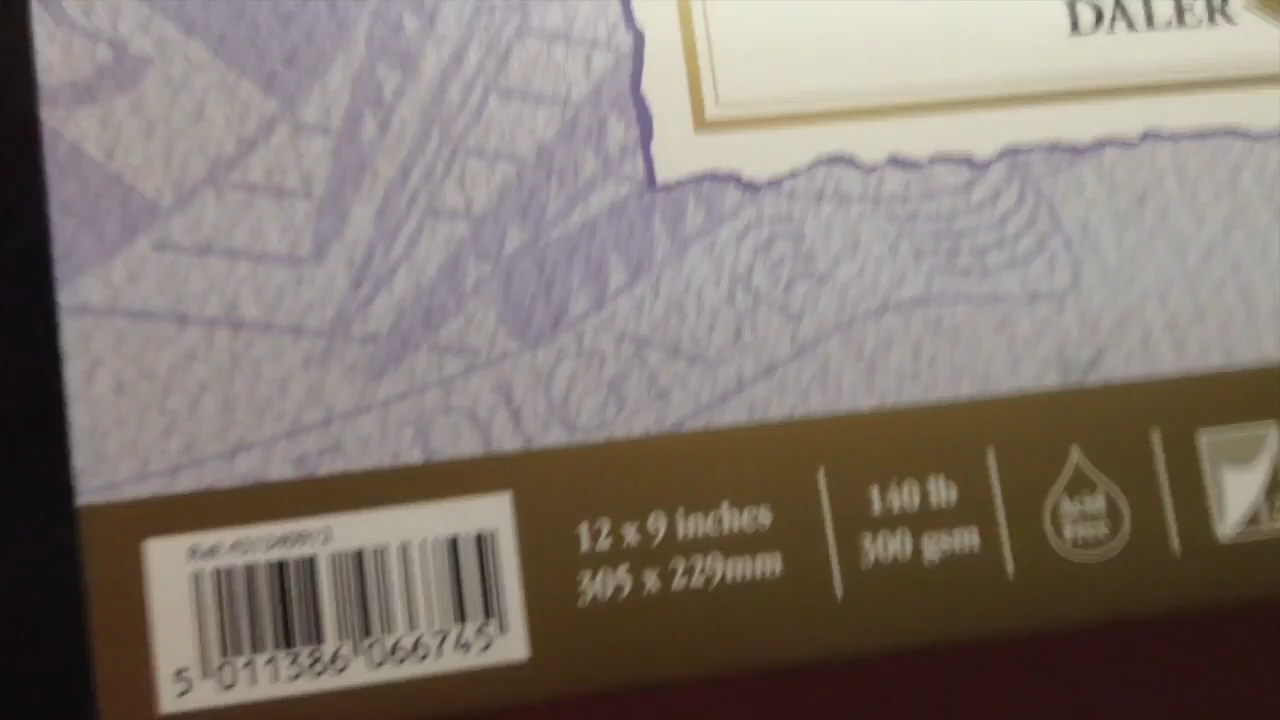 DALER
12 x 9 inches
305 x 229mm
140 lb
300 gsm
Acid
Free
5 011386 066745